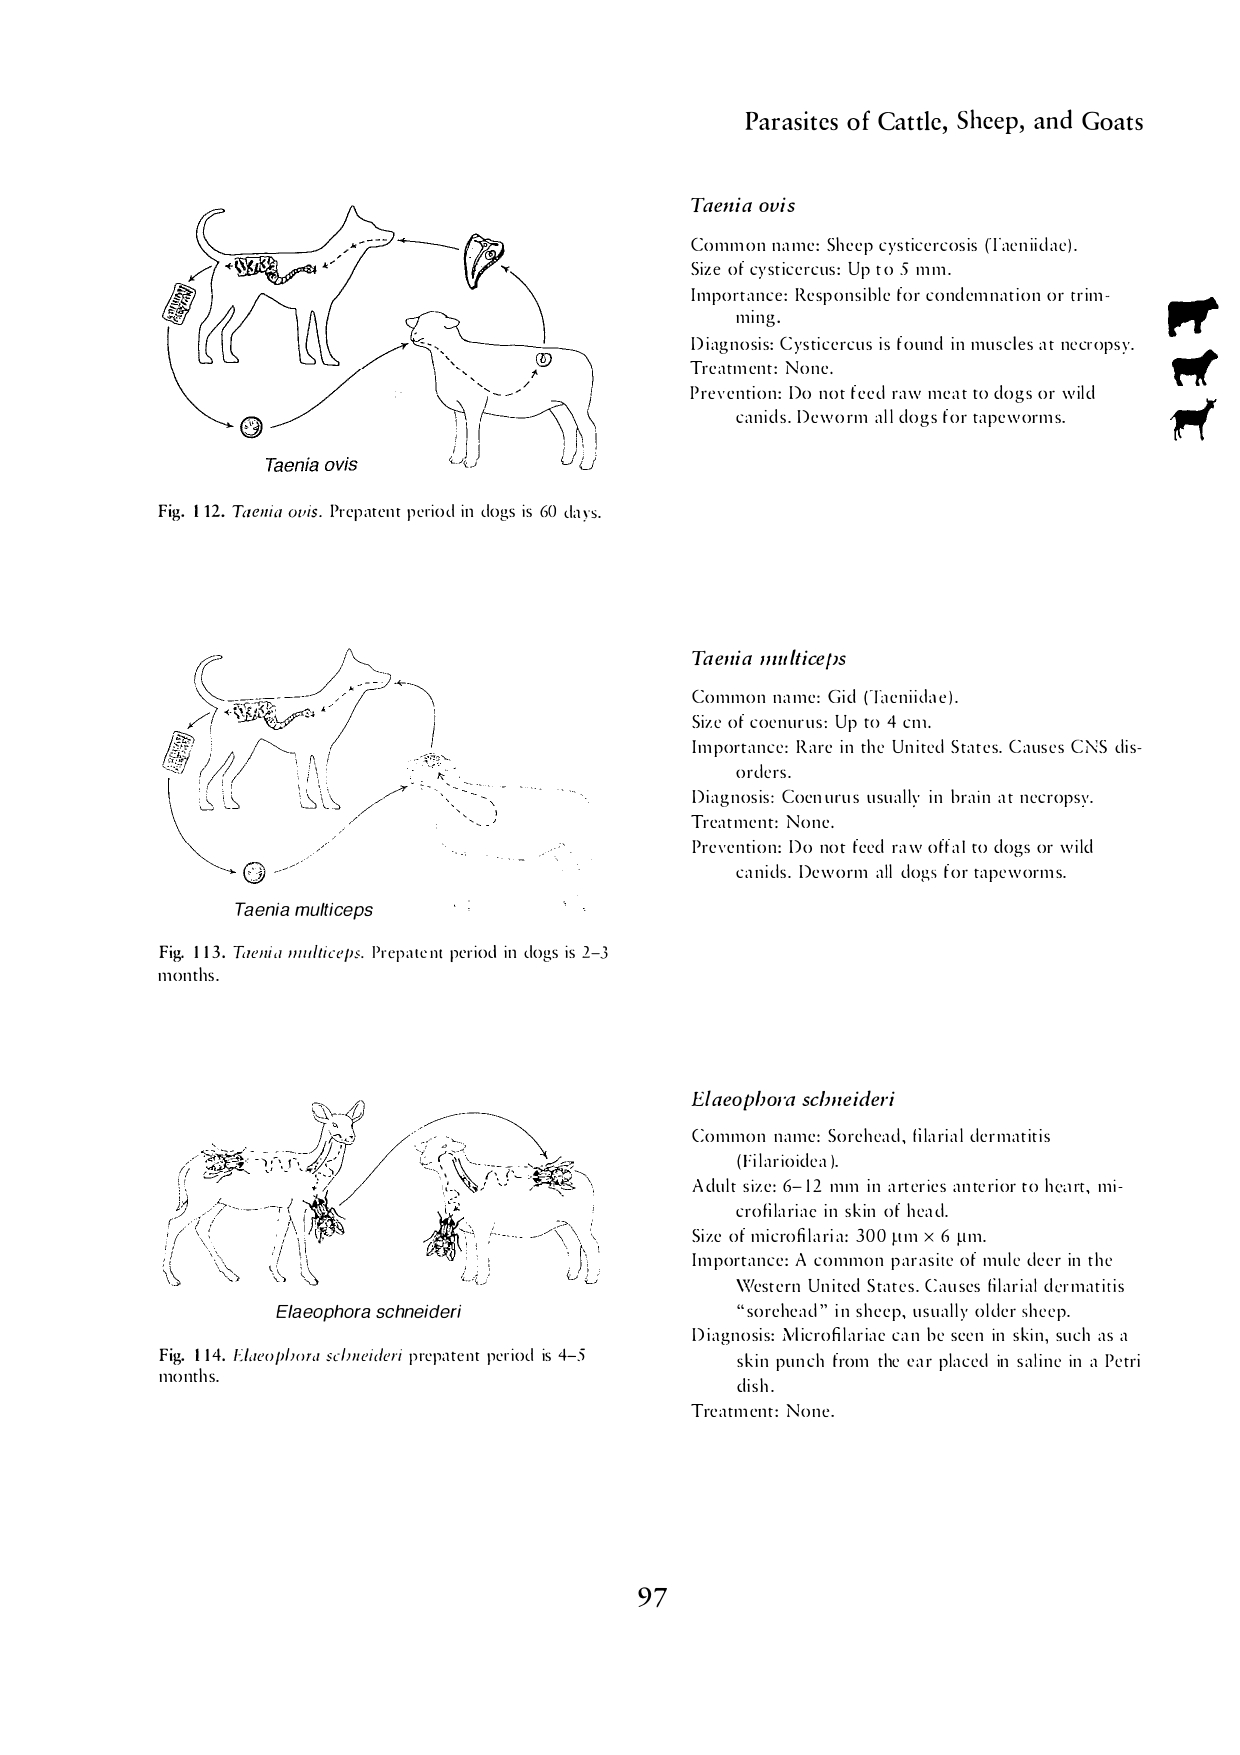 Parasites of Cattle, Sheep, and Goats
Taenia ovis
Fig. 112. Taenia ovis. Prepatent period in dogs is 60 days.
Taenia ovis
Common name: Sheep cysticercosis (Taeniidae).
Size of cysticercus: Up to 5 mm.
Importance: Responsible for condemnation or trim-
ming.
Diagnosis: Cysticercus is found in muscles at necropsy.
Treatment: None.
Prevention: Do not feed raw meat to dogs or wild
canids. Deworm all dogs for tapeworms.
Taenia multiceps
Fig. 113. Taenia multiceps. Prepatent period in dogs is 2–3
months.
Taenia multiceps
Common name: Gid (Taeniidae).
Size of coenurus: Up to 4 cm.
Importance: Rare in the United States. Causes CNS dis-
orders.
Diagnosis: Coenurus usually in brain at necropsy.
Treatment: None.
Prevention: Do not feed raw offal to dogs or wild
canids. Deworm all dogs for tapeworms.
Elaeophora schneideri
Fig. 114. Elaeophora schneideri prepatent period is 4–5
months.
Elaeophora schneideri
Common name: Sorehead, filarial dermatitis
(Filarioidea).
Adult size: 6–12 mm in arteries anterior to heart, mi-
crofilariae in skin of head.
Size of microfilaria: 300 µm × 6 µm.
Importance: A common parasite of mule deer in the
Western United States. Causes filarial dermatitis
“sorehead” in sheep, usually older sheep.
Diagnosis: Microfilariae can be seen in skin, such as a
skin punch from the ear placed in saline in a Petri
dish.
Treatment: None.
97